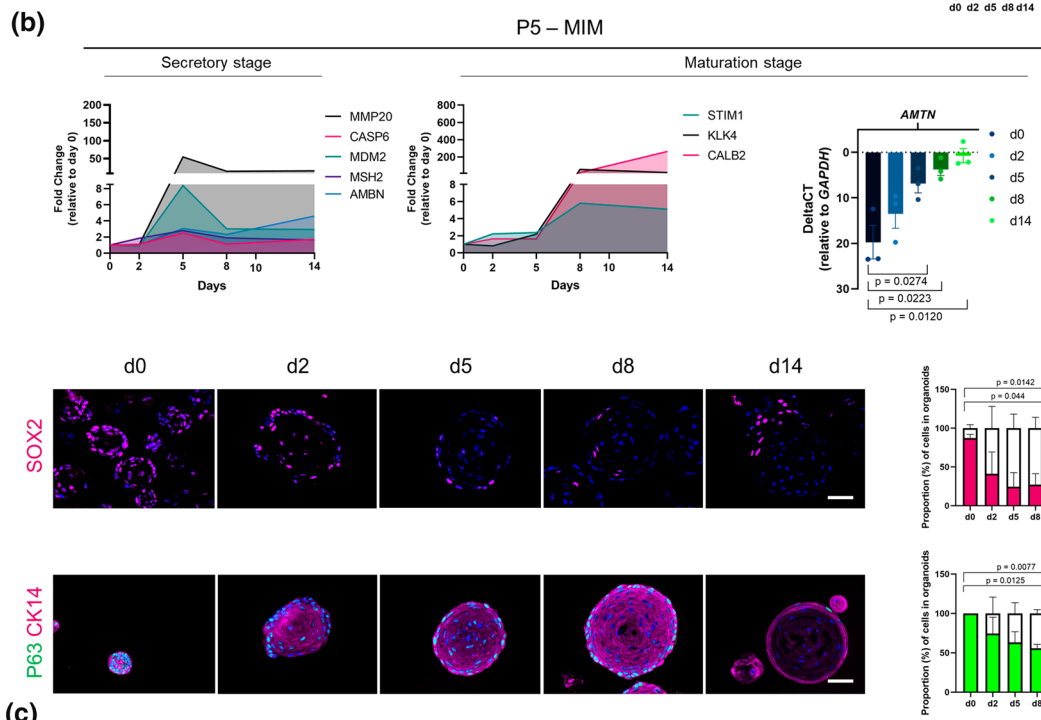 d0 d2 d5 d8 d14
(b)
P5 – MIM
Secretory stage
Maturation stage
Fold Change
(relative to day 0)
200
150
100
50
8
6
4
2
0
0 2 5 8 10 14
Days
MMP20
CASP6
MDM2
MSH2
AMBN
Fold Change
(relative to day 0)
800
600
400
200
8
6
4
2
0
0 2 5 8 10 14
Days
STIM1
KLK4
CALB2
AMTN
DeltaCT
(relative to GAPDH)
0
10
20
30
p = 0.0274
p = 0.0223
p = 0.0120
d0
d2
d5
d8
d14
d0 d2 d5 d8 d14
SOX2
Proportion (%) of cells in organoids
150
100
50
0
p = 0.0142
p = 0.044
d0 d2 d5 d8
P63 CK14
Proportion (%) of cells in organoids
150
100
50
0
p = 0.0077
p = 0.0125
d0 d2 d5 d8
(c)